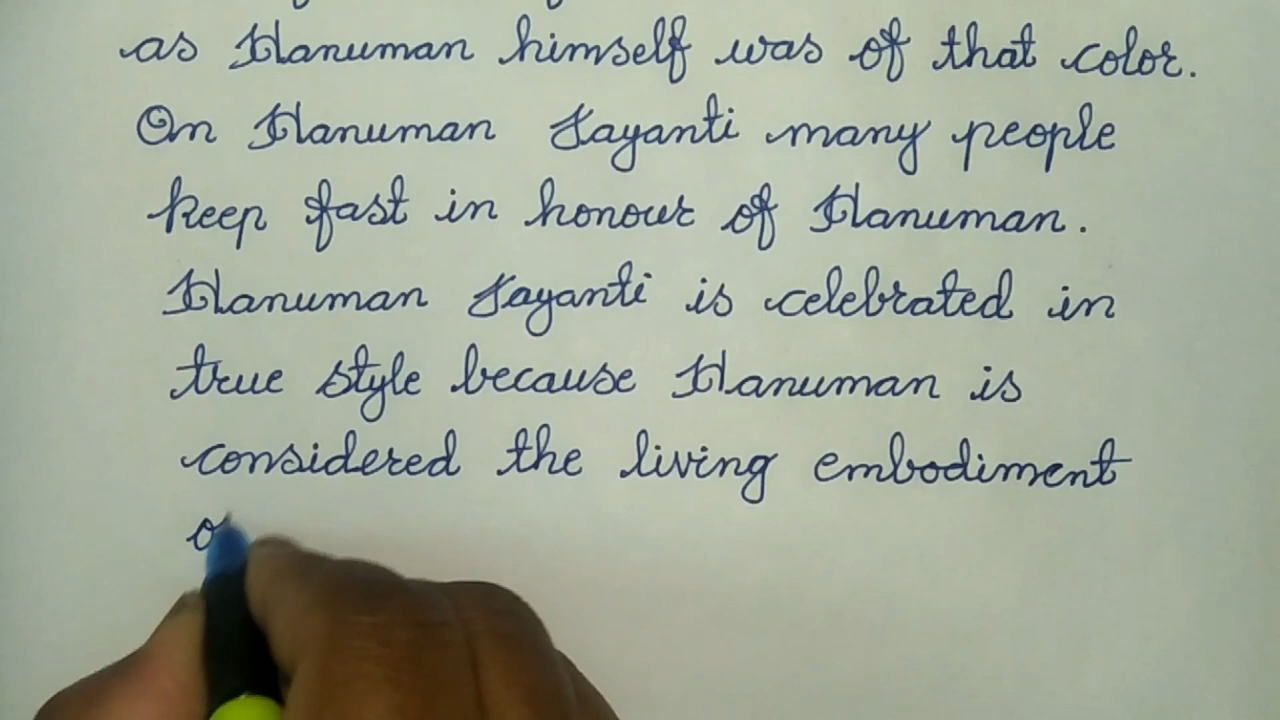 as Hanuman himself was of that color.
On Hanuman Jayanti many people
keep fast in honour of Hanuman.
Hanuman Jayanti is celebrated in
true style because Hanuman is
considered the living embodiment